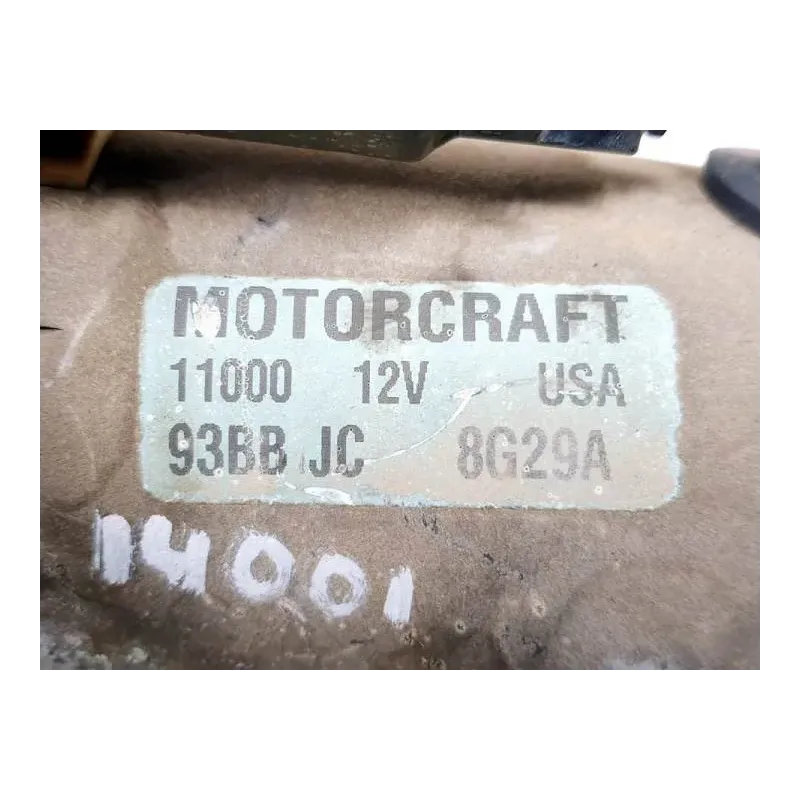 MOTORCRAFT
11000 12V USA
93BB JC 8G29A
14001